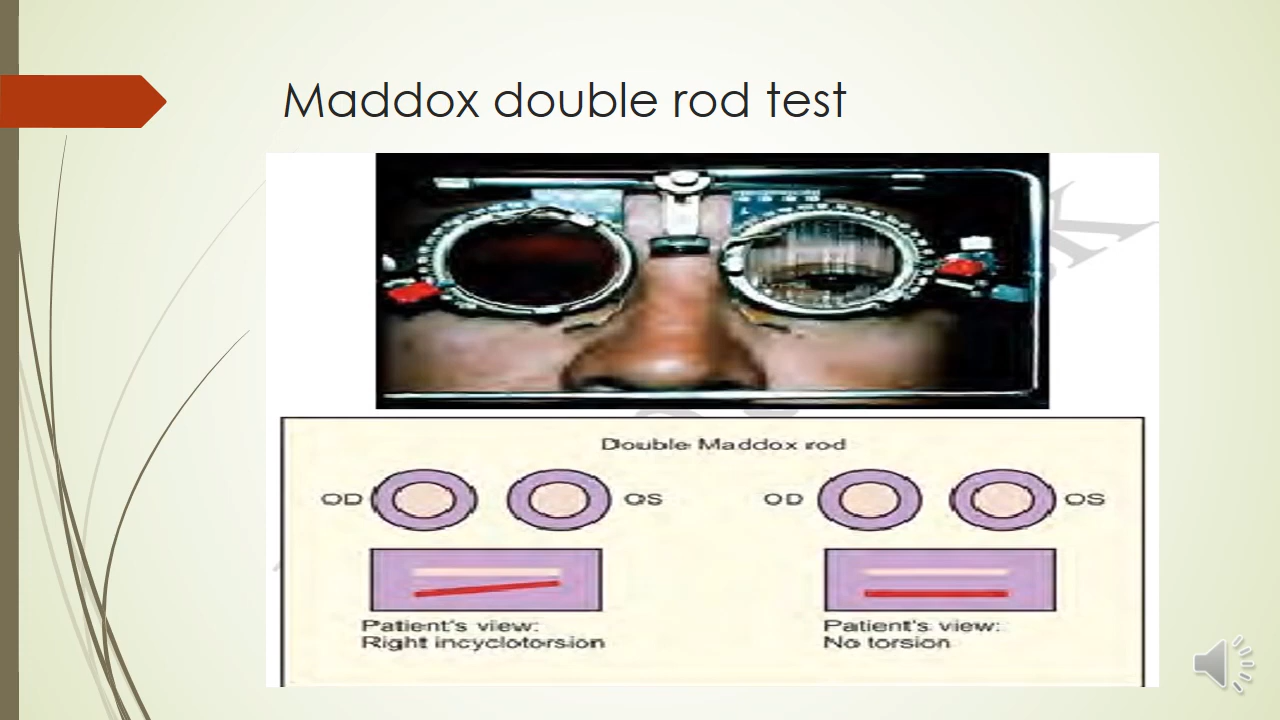 Maddox double rod test
Double Maddox rod
OD OS OD OS
Patient's view:
Right incyclotorsion
Patient's view:
No torsion